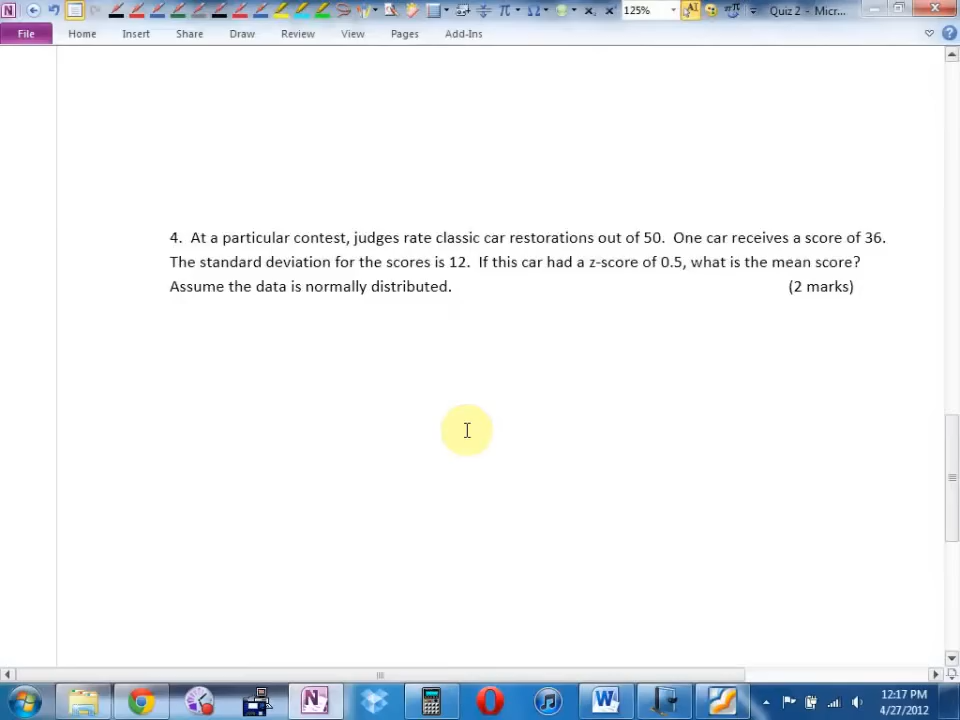 125% Quiz 2 - Micr...
File Home Insert Share Draw Review View Pages Add-Ins
4. At a particular contest, judges rate classic car restorations out of 50. One car receives a score of 36.
The standard deviation for the scores is 12. If this car had a z-score of 0.5, what is the mean score?
Assume the data is normally distributed. (2 marks)
12:17 PM
4/27/2012